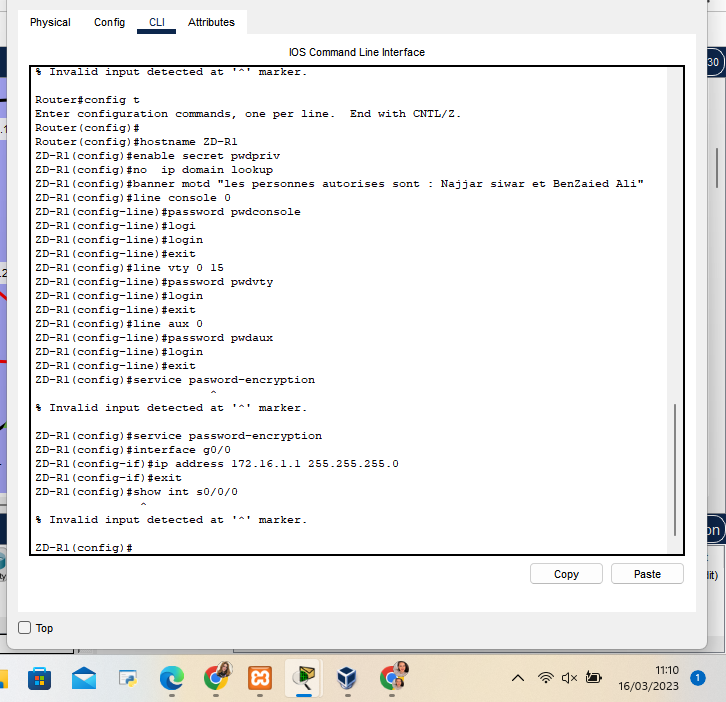 Physical Config CLI Attributes
IOS Command Line Interface
% Invalid input detected at '^' marker.
Router#config t
Enter configuration commands, one per line. End with CNTL/Z.
Router(config)#
Router(config)#hostname ZD-R1
ZD-R1(config)#enable secret pwdpriv
ZD-R1(config)#no ip domain lookup
ZD-R1(config)#banner motd "les personnes autorises sont : Najjar siwar et BenZaied Ali"
ZD-R1(config)#line console 0
ZD-R1(config-line)#password pwdconsole
ZD-R1(config-line)#logi
ZD-R1(config-line)#login
ZD-R1(config-line)#exit
ZD-R1(config)#line vty 0 15
ZD-R1(config-line)#password pwdvty
ZD-R1(config-line)#login
ZD-R1(config-line)#exit
ZD-R1(config)#line aux 0
ZD-R1(config-line)#password pwdaux
ZD-R1(config-line)#login
ZD-R1(config-line)#exit
ZD-R1(config)#service pasword-encryption
^
% Invalid input detected at '^' marker.
ZD-R1(config)#service password-encryption
ZD-R1(config)#interface g0/0
ZD-R1(config-if)#ip address 172.16.1.1 255.255.255.0
ZD-R1(config-if)#exit
ZD-R1(config)#show int s0/0/0
^
% Invalid input detected at '^' marker.
ZD-R1(config)#
Copy Paste
Top
11:10
16/03/2023
1